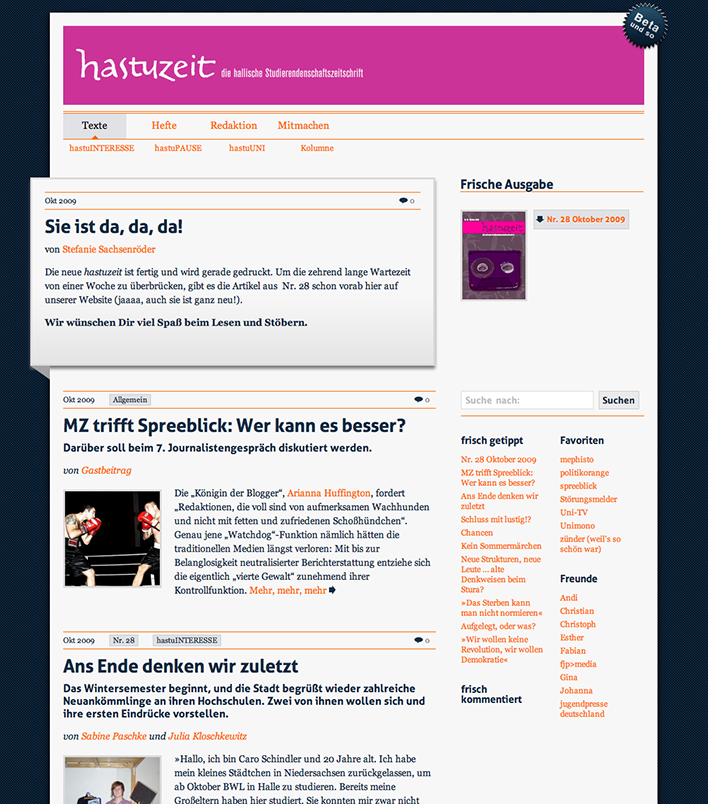 Beta
und so
hastuzeit die hallische Studierendenschaftszeitschrift
Texte Hefte Redaktion Mitmachen
hastuINTERESSE hastuPAUSE hastuUNI Kolumne
Okt 2009 0
Sie ist da, da, da!
von Stefanie Sachsenröder
Die neue hastuzeit ist fertig und wird gerade gedruckt. Um die zehrend lange Wartezeit
von einer Woche zu überbrücken, gibt es die Artikel aus Nr. 28 schon vorab hier auf
unserer Website (jaaaa, auch sie ist ganz neu!).
Wir wünschen Dir viel Spaß beim Lesen und Stöbern.
Frische Ausgabe
hastuzeit
Nr. 28 Oktober 2009
Okt 2009 Allgemein 0
MZ trifft Spreeblick: Wer kann es besser?
Darüber soll beim 7. Journalistengespräch diskutiert werden.
von Gastbeitrag
Die „Königin der Blogger“, Arianna Huffington, fordert
„Redaktionen, die voll sind von aufmerksamen Wachhunden
und nicht mit fetten und zufriedenen Schoßhündchen“.
Genau jene „Watchdog“-Funktion nämlich hätten die
traditionellen Medien längst verloren: Mit bis zur
Belanglosigkeit neutralisierter Berichterstattung entziehe sich
die eigentlich „vierte Gewalt“ zunehmend ihrer
Kontrollfunktion. Mehr, mehr, mehr
Okt 2009 Nr. 28 hastuINTERESSE 0
Ans Ende denken wir zuletzt
Das Wintersemester beginnt, und die Stadt begrüßt wieder zahlreiche
Neuankömmlinge an ihren Hochschulen. Zwei von ihnen wollen sich und
ihre ersten Eindrücke vorstellen.
von Sabine Paschke und Julia Kloschkewitz
»Hallo, ich bin Caro Schindler und 20 Jahre alt. Ich habe
mein kleines Städtchen in Niedersachsen zurückgelassen, um
ab Oktober BWL in Halle zu studieren. Bereits meine
Großeltern haben hier studiert. Sie konnten mir zwar nicht
Suche nach: Suchen
frisch getippt
Nr. 28 Oktober 2009
MZ trifft Spreeblick:
Wer kann es besser?
Ans Ende denken wir
zuletzt
Schluss mit lustig!?
Chancen
Kein Sommermärchen
Neue Strukturen, neue
Leute … alte
Denkweisen beim
Stura?
»Das Sterben kann
man nicht normieren«
Aufgelegt, oder was?
»Wir wollen keine
Revolution, wir wollen
Demokratie«
frisch
kommentiert
Favoriten
mephisto
politikorange
spreeblick
Störungsmelder
Uni-TV
Unimono
zünder (weil's so
schön war)
Freunde
Andi
Christian
Christoph
Esther
Fabian
fjp>media
Gina
Johanna
jugendpresse
deutschland